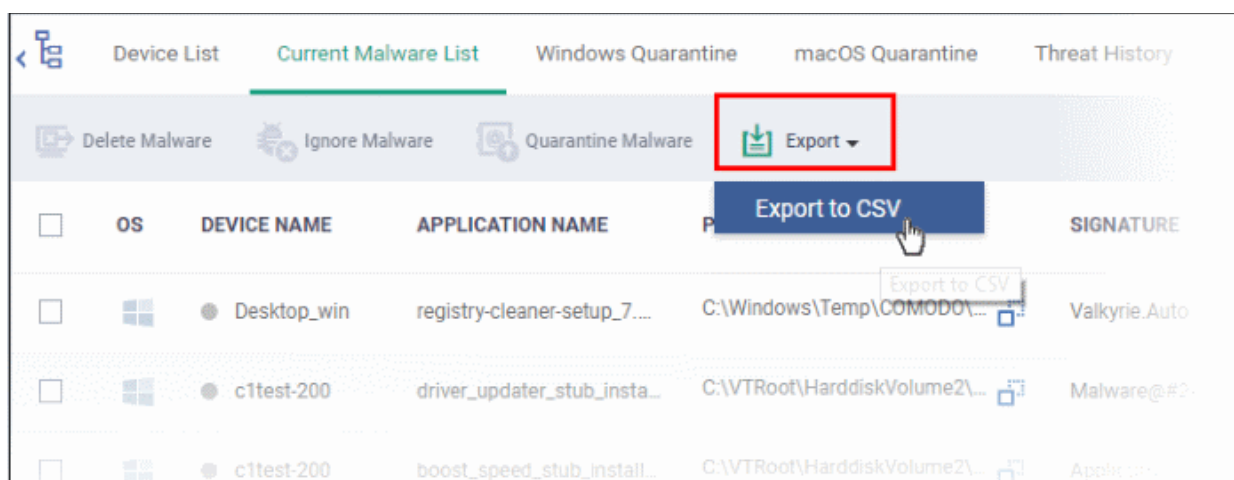 Device List Current Malware List Windows Quarantine macOS Quarantine Threat History
Delete Malware Ignore Malware Quarantine Malware Export
Export to CSV
OS DEVICE NAME APPLICATION NAME P SIGNATURE
Export to CSV
Desktop_win registry-cleaner-setup_7.... C:\Windows\Temp\COMODO\... Valkyrie.Auto
c1test-200 driver_updater_stub_insta... C:\VTRoot\HarddiskVolume2\... Malware@#2
c1test-200 boost_speed_stub_install... C:\VTRoot\HarddiskVolume2\...